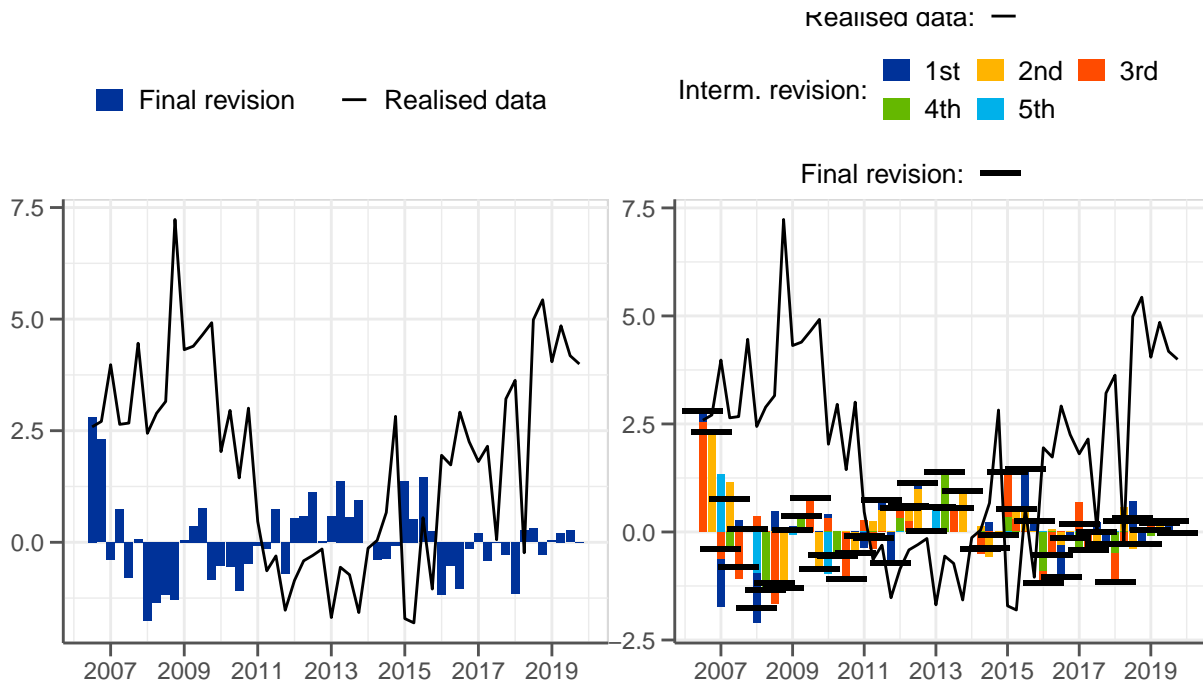 Realised data:
Final revision
Realised data
Interm. revision:
1st
2nd
3rd
4th
5th
Final revision:
7.5
5.0
2.5
0.0
2007 2009 2011 2013 2015 2017 2019
7.5
5.0
2.5
0.0
−2.5
2007 2009 2011 2013 2015 2017 2019